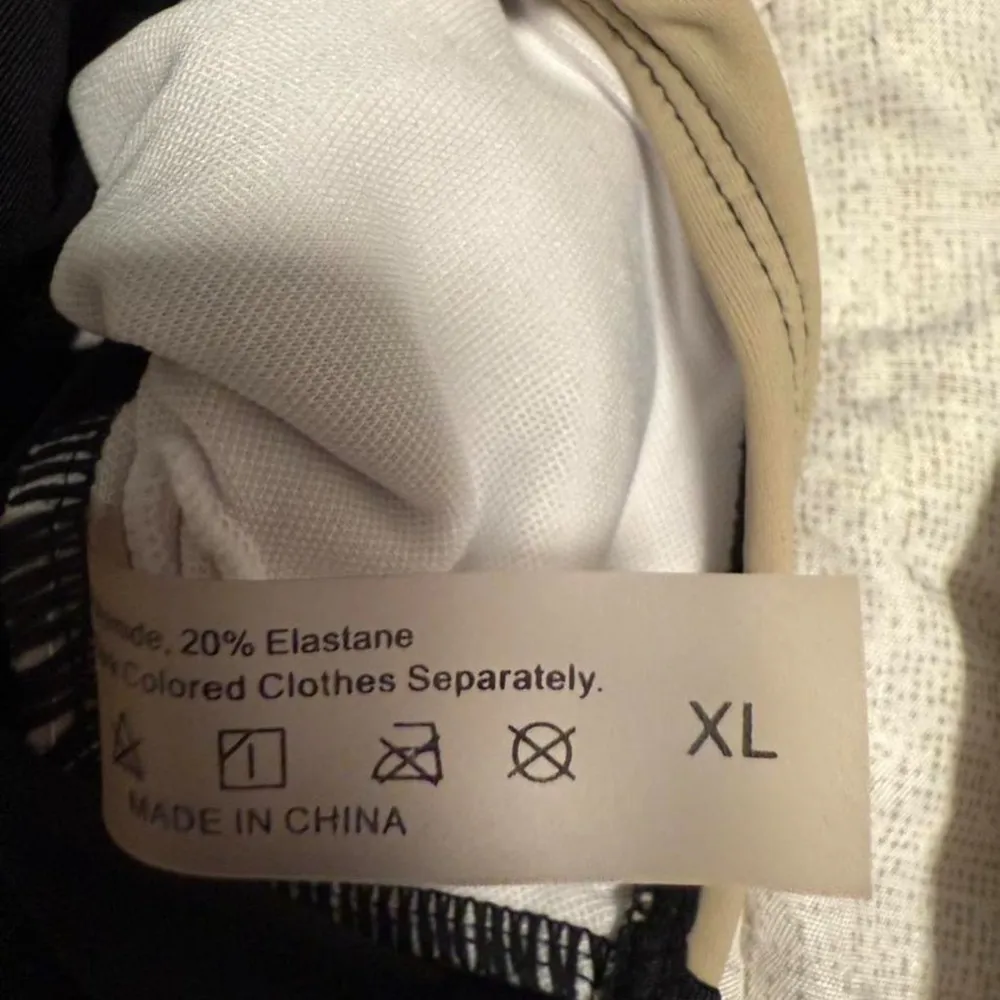 20% Elastane
Colored Clothes Separately.
XL
MADE IN CHINA